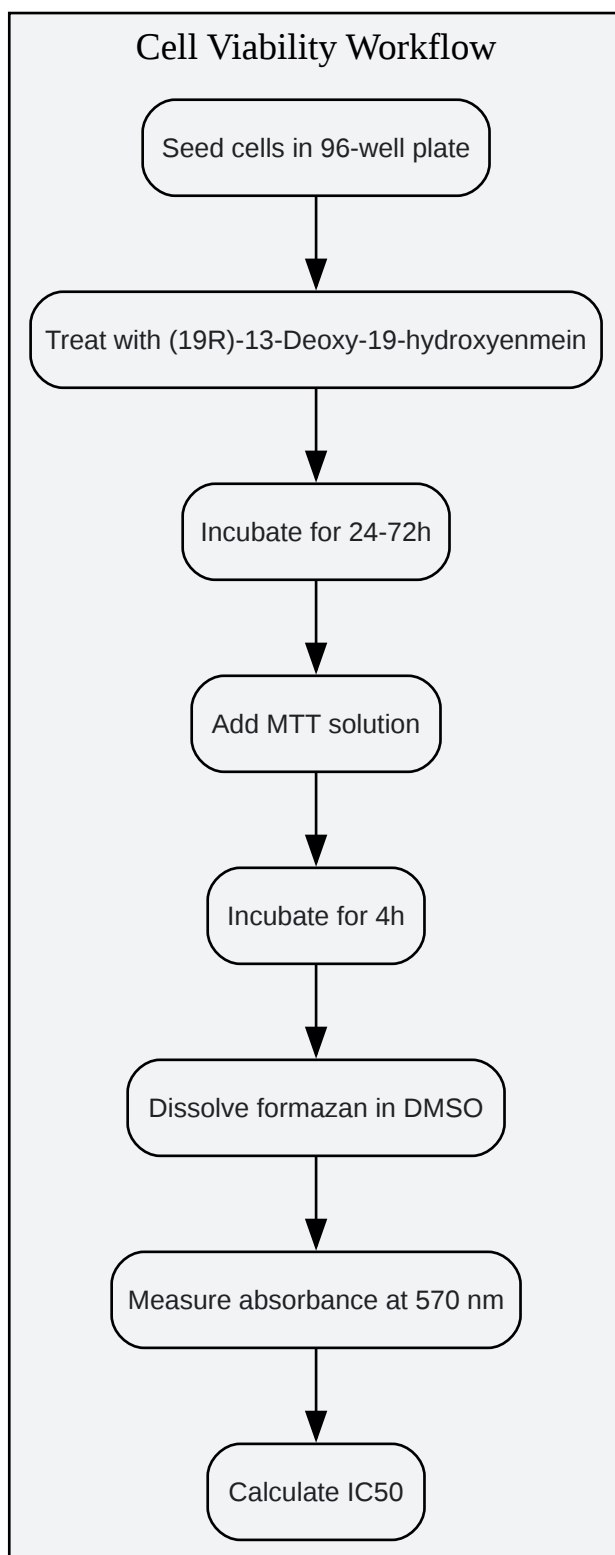 Cell Viability Workflow
Seed cells in 96-well plate
Treat with (19R)-13-Deoxy-19-hydroxyenmein
Incubate for 24-72h
Add MTT solution
Incubate for 4h
Dissolve formazan in DMSO
Measure absorbance at 570 nm
Calculate IC50